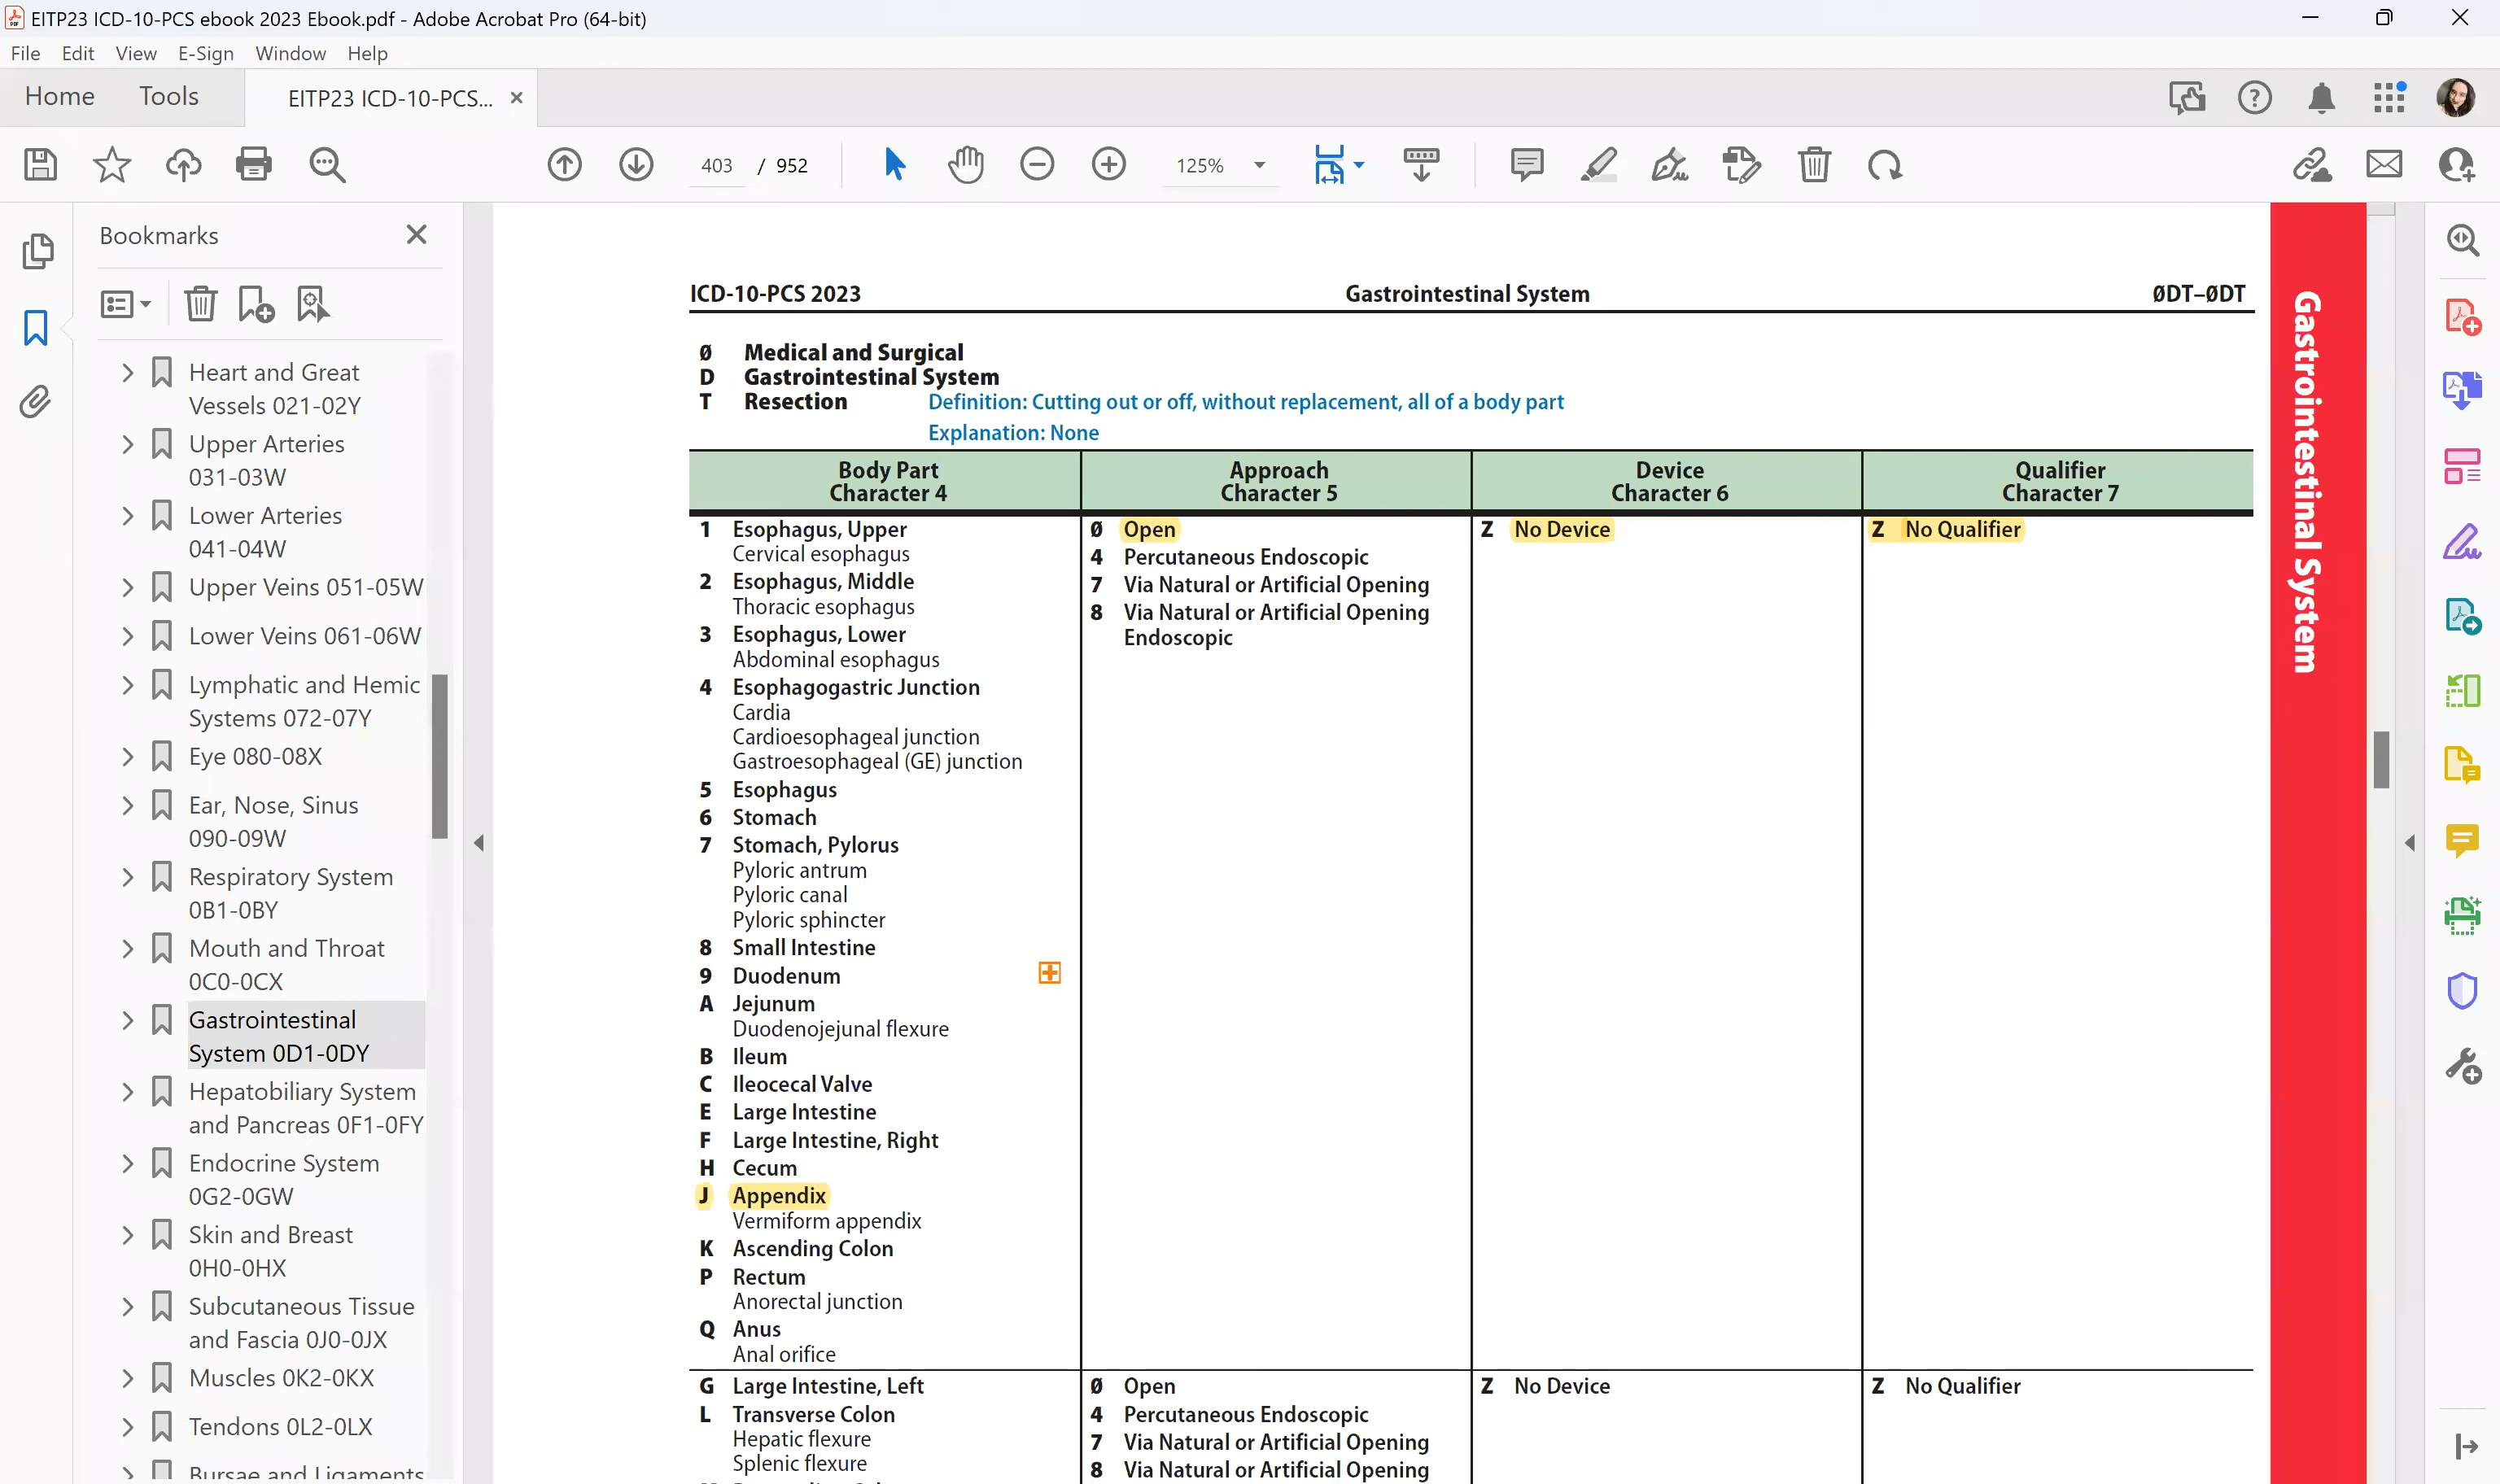 EITP23 ICD-10-PCS ebook 2023 Ebook.pdf - Adobe Acrobat Pro (64-bit)
File Edit View E-Sign Window Help
Home Tools EITP23 ICD-10-PCS...
403 / 952 125%
Bookmarks
Heart and Great
Vessels 021-02Y
Upper Arteries
031-03W
Lower Arteries
041-04W
Upper Veins 051-05W
Lower Veins 061-06W
Lymphatic and Hemic
Systems 072-07Y
Eye 080-08X
Ear, Nose, Sinus
090-09W
Respiratory System
0B1-0BY
Mouth and Throat
0C0-0CX
Gastrointestinal
System 0D1-0DY
Hepatobiliary System
and Pancreas 0F1-0FY
Endocrine System
0G2-0GW
Skin and Breast
0H0-0HX
Subcutaneous Tissue
and Fascia 0J0-0JX
Muscles 0K2-0KX
Tendons 0L2-0LX
Bursae and Ligaments
ICD-10-PCS 2023 Gastrointestinal System ØDT–ØDT
Ø Medical and Surgical
D Gastrointestinal System
T Resection Definition: Cutting out or off, without replacement, all of a body part
Explanation: None
Body Part
Character 4
Approach
Character 5
Device
Character 6
Qualifier
Character 7
1 Esophagus, Upper
Cervical esophagus
2 Esophagus, Middle
Thoracic esophagus
3 Esophagus, Lower
Abdominal esophagus
4 Esophagogastric Junction
Cardia
Cardioesophageal junction
Gastroesophageal (GE) junction
5 Esophagus
6 Stomach
7 Stomach, Pylorus
Pyloric antrum
Pyloric canal
Pyloric sphincter
8 Small Intestine
9 Duodenum
A Jejunum
Duodenojejunal flexure
B Ileum
C Ileocecal Valve
E Large Intestine
F Large Intestine, Right
H Cecum
J Appendix
Vermiform appendix
K Ascending Colon
P Rectum
Anorectal junction
Q Anus
Anal orifice
Ø Open
4 Percutaneous Endoscopic
7 Via Natural or Artificial Opening
8 Via Natural or Artificial Opening
Endoscopic
Z No Device
Z No Qualifier
G Large Intestine, Left
L Transverse Colon
Hepatic flexure
Splenic flexure
Ø Open
4 Percutaneous Endoscopic
7 Via Natural or Artificial Opening
8 Via Natural or Artificial Opening
Z No Device
Z No Qualifier
Gastrointestinal System